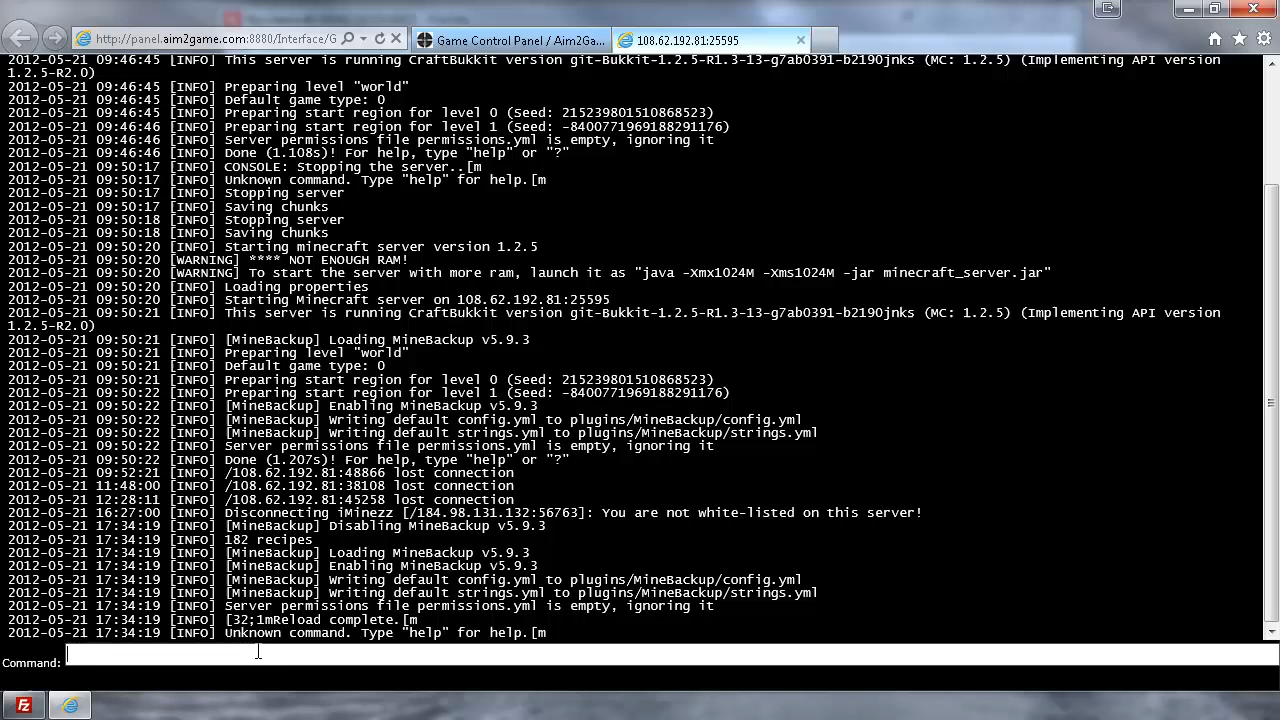 http://panel.aim2game.com:8880/Interface/G
Game Control Panel / Aim2Ga...
108.62.192.81:25595
2012-05-21 09:46:45 [INFO] This server is running CraftBukkit version git-Bukkit-1.2.5-R1.3-13-g7ab0391-b2190jnks (MC: 1.2.5) (Implementing API version
1.2.5-R2.0)
2012-05-21 09:46:45 [INFO] Preparing level "world"
2012-05-21 09:46:45 [INFO] Default game type: 0
2012-05-21 09:46:45 [INFO] Preparing start region for level 0 (Seed: 215239801510868523)
2012-05-21 09:46:46 [INFO] Preparing start region for level 1 (Seed: -8400771969188291176)
2012-05-21 09:46:46 [INFO] Server permissions file permissions.yml is empty, ignoring it
2012-05-21 09:46:46 [INFO] Done (1.108s)! For help, type "help" or "?"
2012-05-21 09:50:17 [INFO] CONSOLE: Stopping the server..[m
2012-05-21 09:50:17 [INFO] Unknown command. Type "help" for help.[m
2012-05-21 09:50:17 [INFO] Stopping server
2012-05-21 09:50:17 [INFO] Saving chunks
2012-05-21 09:50:18 [INFO] Stopping server
2012-05-21 09:50:18 [INFO] Saving chunks
2012-05-21 09:50:20 [INFO] Starting minecraft server version 1.2.5
2012-05-21 09:50:20 [WARNING] **** NOT ENOUGH RAM!
2012-05-21 09:50:20 [WARNING] To start the server with more ram, launch it as "java -Xmx1024M -Xms1024M -jar minecraft_server.jar"
2012-05-21 09:50:20 [INFO] Loading properties
2012-05-21 09:50:20 [INFO] Starting Minecraft server on 108.62.192.81:25595
2012-05-21 09:50:21 [INFO] This server is running CraftBukkit version git-Bukkit-1.2.5-R1.3-13-g7ab0391-b2190jnks (MC: 1.2.5) (Implementing API version
1.2.5-R2.0)
2012-05-21 09:50:21 [INFO] [MineBackup] Loading MineBackup v5.9.3
2012-05-21 09:50:21 [INFO] Preparing level "world"
2012-05-21 09:50:21 [INFO] Default game type: 0
2012-05-21 09:50:21 [INFO] Preparing start region for level 0 (Seed: 215239801510868523)
2012-05-21 09:50:22 [INFO] Preparing start region for level 1 (Seed: -8400771969188291176)
2012-05-21 09:50:22 [INFO] [MineBackup] Enabling MineBackup v5.9.3
2012-05-21 09:50:22 [INFO] [MineBackup] Writing default config.yml to plugins/MineBackup/config.yml
2012-05-21 09:50:22 [INFO] [MineBackup] Writing default strings.yml to plugins/MineBackup/strings.yml
2012-05-21 09:50:22 [INFO] Server permissions file permissions.yml is empty, ignoring it
2012-05-21 09:50:22 [INFO] Done (1.207s)! For help, type "help" or "?"
2012-05-21 09:52:21 [INFO] /108.62.192.81:48866 lost connection
2012-05-21 11:48:00 [INFO] /108.62.192.81:38108 lost connection
2012-05-21 12:28:11 [INFO] /108.62.192.81:45258 lost connection
2012-05-21 16:27:00 [INFO] Disconnecting iMinezz [/184.98.131.132:56763]: You are not white-listed on this server!
2012-05-21 17:34:19 [INFO] [MineBackup] Disabling MineBackup v5.9.3
2012-05-21 17:34:19 [INFO] 182 recipes
2012-05-21 17:34:19 [INFO] [MineBackup] Loading MineBackup v5.9.3
2012-05-21 17:34:19 [INFO] [MineBackup] Enabling MineBackup v5.9.3
2012-05-21 17:34:19 [INFO] [MineBackup] Writing default config.yml to plugins/MineBackup/config.yml
2012-05-21 17:34:19 [INFO] [MineBackup] Writing default strings.yml to plugins/MineBackup/strings.yml
2012-05-21 17:34:19 [INFO] Server permissions file permissions.yml is empty, ignoring it
2012-05-21 17:34:19 [INFO] [32;1mReload complete.[m
2012-05-21 17:34:19 [INFO] Unknown command. Type "help" for help.[m
Command: